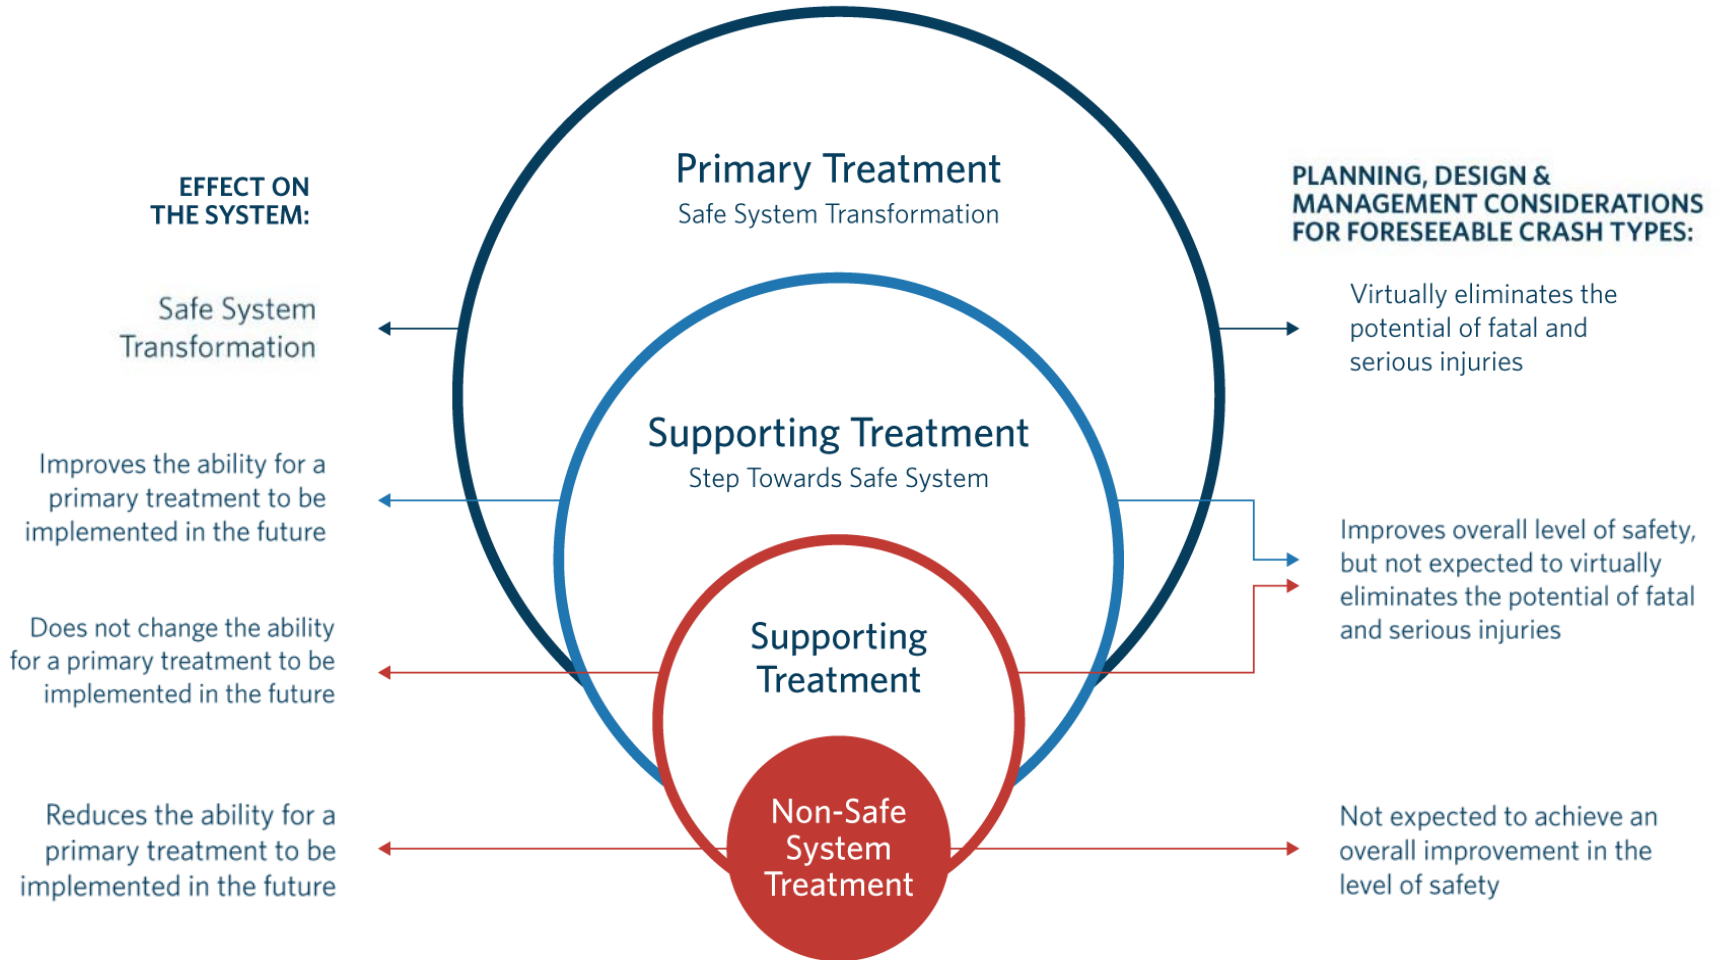 EFFECT ON
THE SYSTEM:
Safe System
Transformation
Improves the ability for a
primary treatment to be
implemented in the future
Does not change the ability
for a primary treatment to be
implemented in the future
Reduces the ability for a
primary treatment to be
implemented in the future
Primary Treatment
Safe System Transformation
Supporting Treatment
Step Towards Safe System
Supporting
Treatment
Non-Safe
System
Treatment
PLANNING, DESIGN &
MANAGEMENT CONSIDERATIONS
FOR FORESEEABLE CRASH TYPES:
Virtually eliminates the
potential of fatal and
serious injuries
Improves overall level of safety,
but not expected to virtually
eliminates the potential of fatal
and serious injuries
Not expected to achieve an
overall improvement in the
level of safety